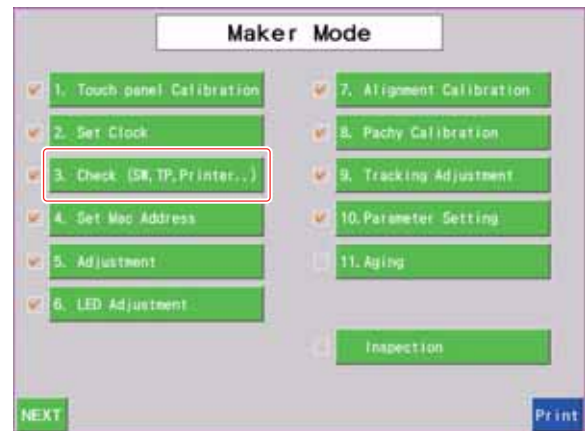 Maker Mode
1. Touch panel Calibration
2. Set Clock
3. Check (SW,TP,Printer..)
4. Set Mac Address
5. Adjustment
6. LED Adjustment
7. Alignment Calibration
8. Pachy Calibration
9. Tracking Adjustment
10.Parameter Setting
11.Aging
Inspection
NEXT
Print